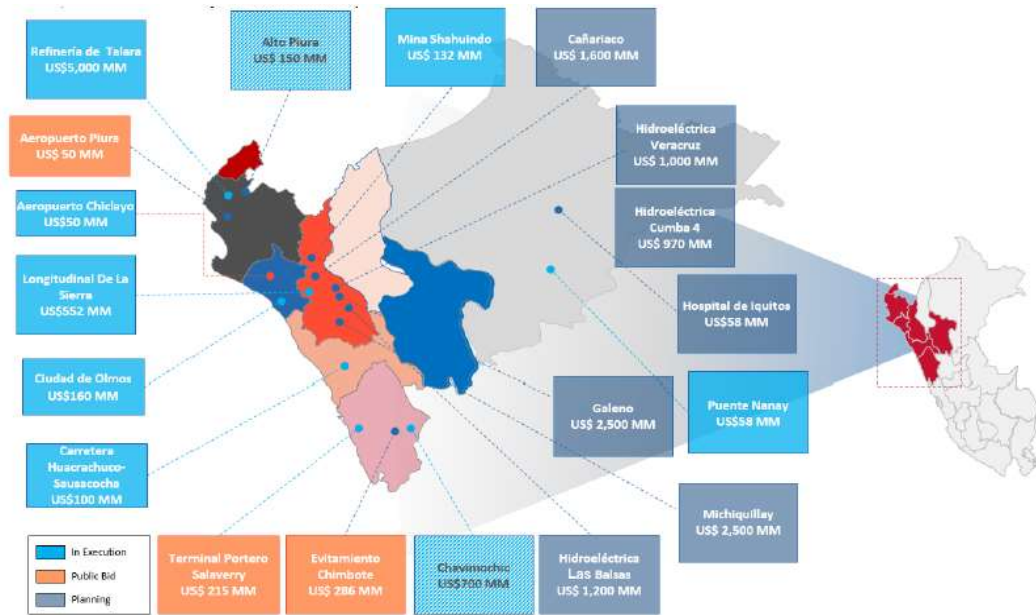 Refinería de Talara
US$5,000 MM
Alto Piura
US$ 150 MM
Mina Shahuindo
US$ 132 MM
Cañariaco
US$ 1,600 MM
Aeropuerto Piura
US$ 50 MM
Hidroeléctrica
Veracruz
US$ 1,000 MM
Aeropuerto Chiclayo
US$50 MM
Hidroeléctrica
Cumba 4
US$ 970 MM
Longitudinal De La
Sierra
US$552 MM
Hospital de Iquitos
US$58 MM
Ciudad de Olmos
US$160 MM
Galeno
US$ 2,500 MM
Puente Nanay
US$58 MM
Carretera
Huacrachuco-
Sausacocha
US$100 MM
Michiquillay
US$ 2,500 MM
In Execution
Public Bid
Planning
Terminal Portero
Salaverry
US$ 215 MM
Evitamiento
Chimbote
US$ 286 MM
Chavimochic
US$700 MM
Hidroeléctrica
Las Balsas
US$ 1,200 MM